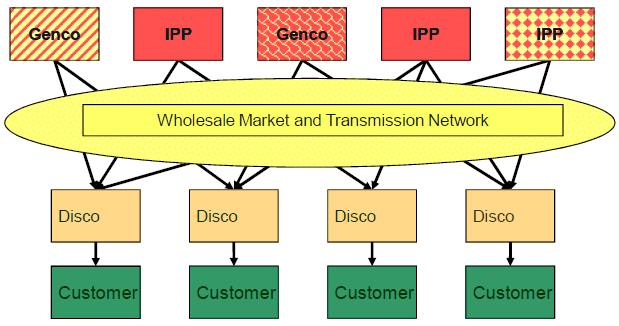 Genco
IPP
Genco
IPP
IPP
Wholesale Market and Transmission Network
Disco
Disco
Disco
Disco
Customer
Customer
Customer
Customer